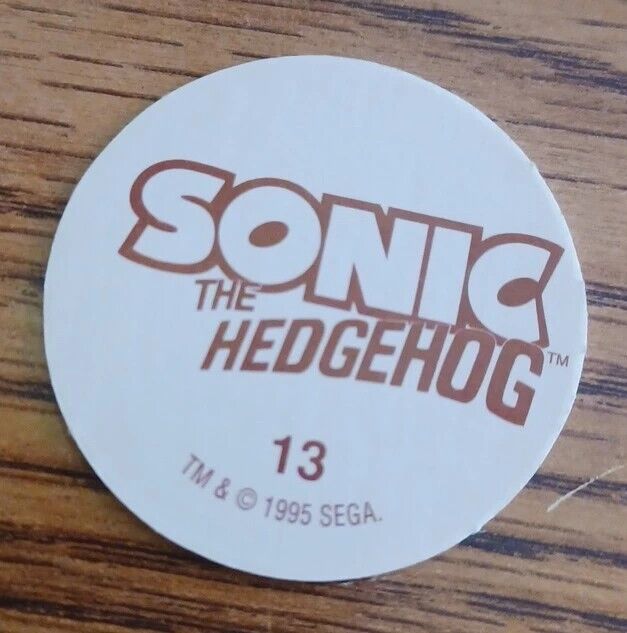 SONIC
THE
HEDGEHOG™
13
TM & © 1995 SEGA.